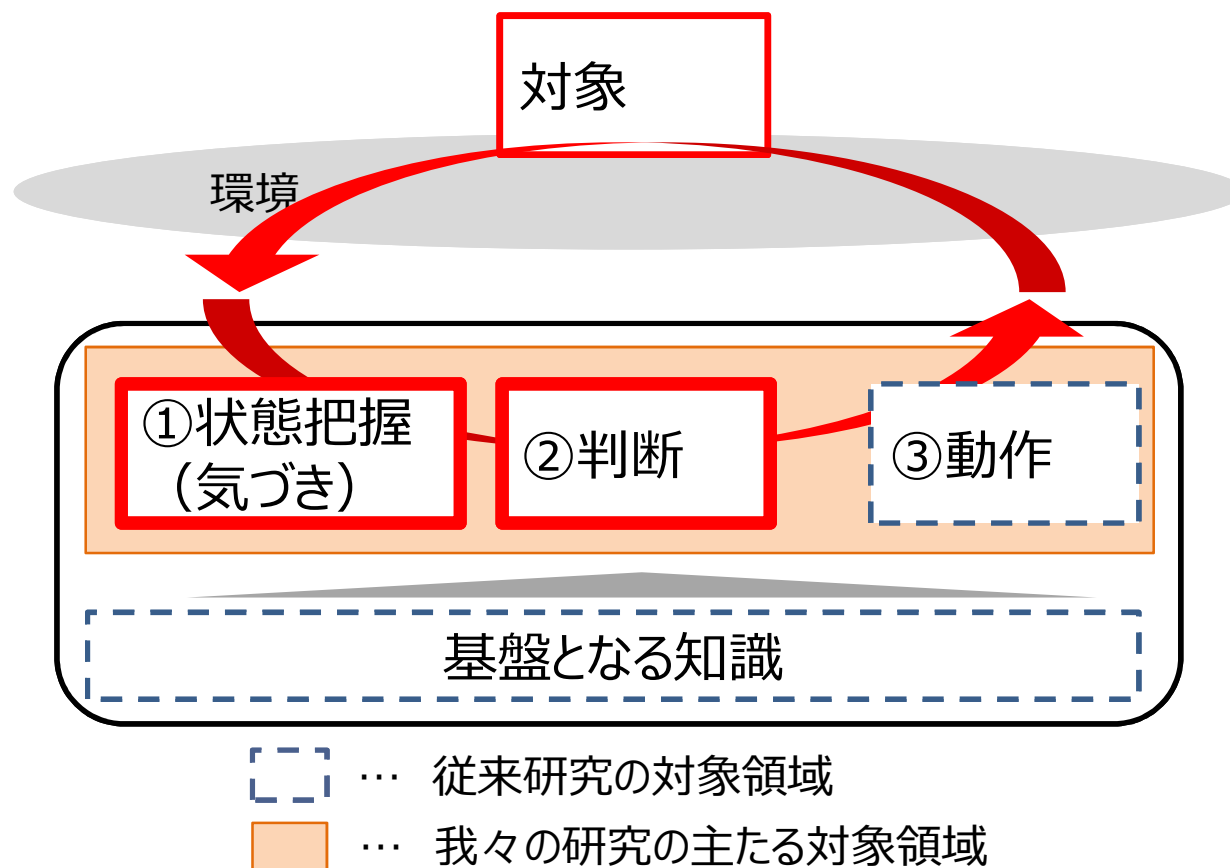 対象
環境
①状態把握
（気づき）
②判断
③動作
基盤となる知識
… 従来研究の対象領域
… 我々の研究の主たる対象領域